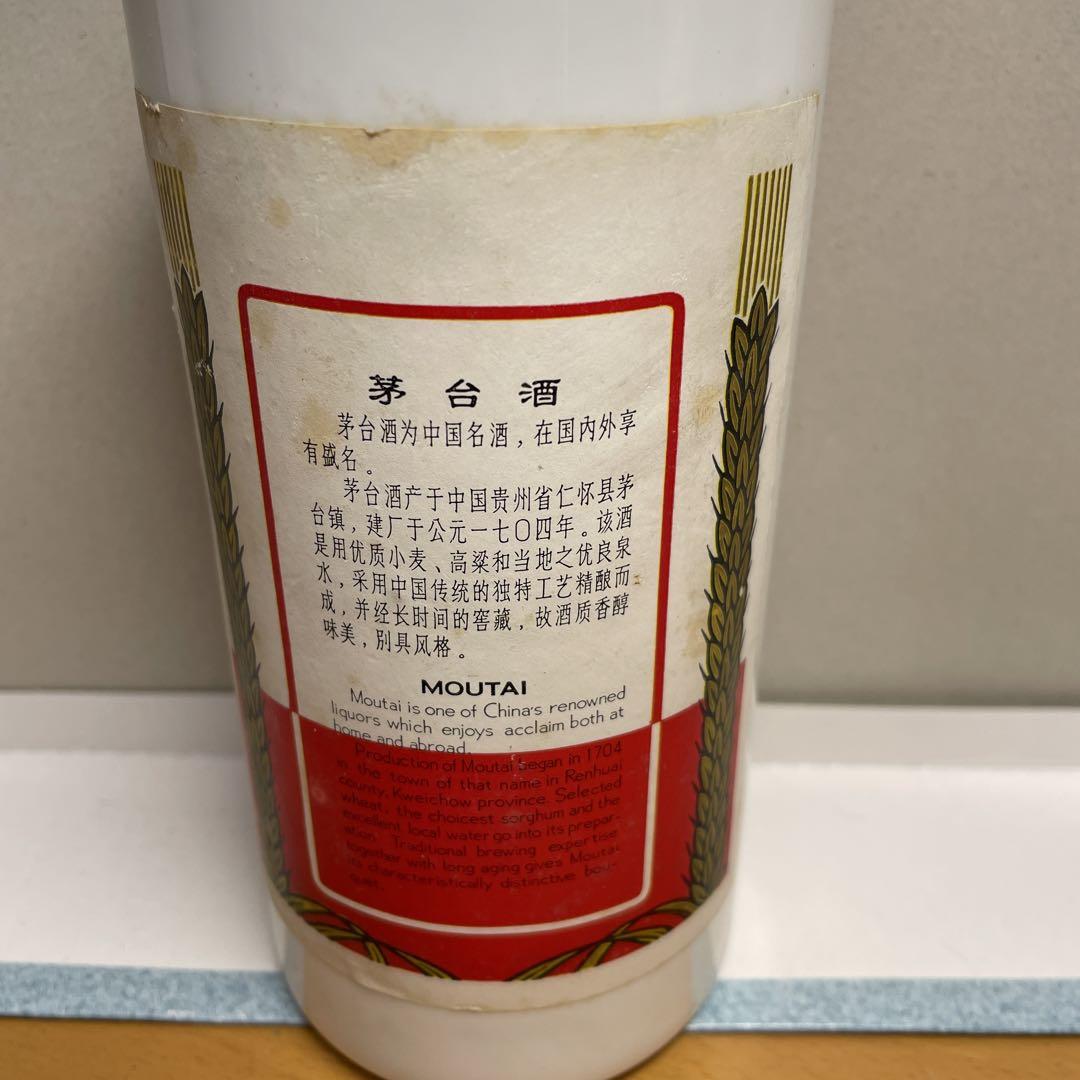 茅台酒
茅台酒为中国名酒，在国内外享
有盛名。
茅台酒产于中国贵州省仁怀县茅
台镇，建厂于公元一七〇四年。该酒
是用优质小麦、高粱和当地之优良泉
水，采用中国传统的独特工艺精酿而
成，并经长时间的窖藏，故酒质香醇
味美，别具风格。
MOUTAI
Moutai is one of China's renowned
liquors which enjoys acclaim both at
home and abroad.
Production of Moutai began in 1704
in the town of that name in Renhuai
county, Kweichow province. Selected
wheat, the choicest sorghum and the
excellent local water go into its prepar-
ation. Traditional brewing expertise
together with long aging gives Moutai
its characteristically distinctive bou-
quet.